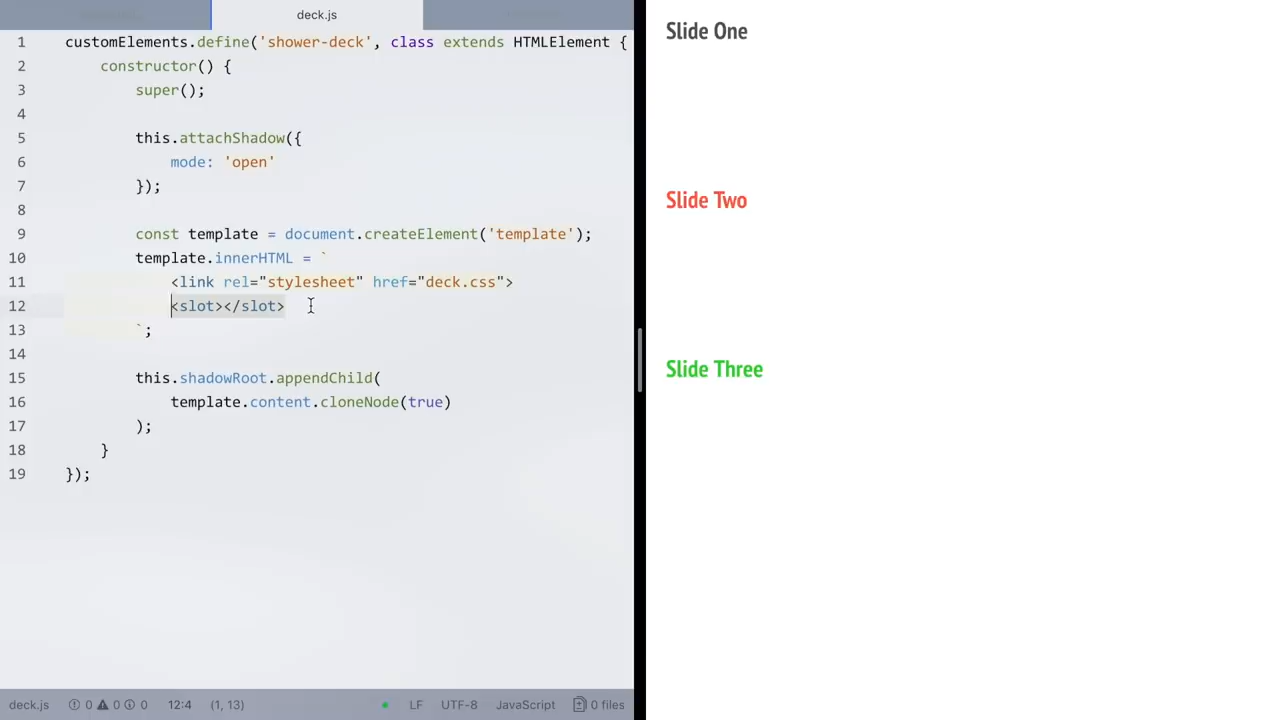 deck.js
1 customElements.define('shower-deck', class extends HTMLElement {
2 constructor() {
3 super();
4
5 this.attachShadow({
6 mode: 'open'
7 });
8
9 const template = document.createElement('template');
10 template.innerHTML = `
11 <link rel="stylesheet" href="deck.css">
12 <slot></slot>
13 `;
14
15 this.shadowRoot.appendChild(
16 template.content.cloneNode(true)
17 );
18 }
19 });
deck.js 0 0 0 12:4 (1, 13) LF UTF-8 JavaScript 0 files
Slide One
Slide Two
Slide Three